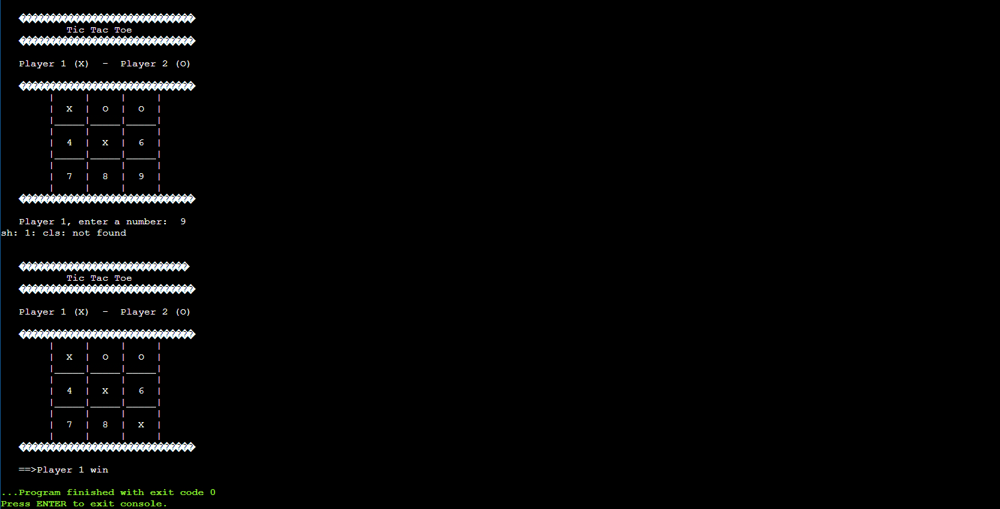 �����������������������������
Tic Tac Toe
�����������������������������
Player 1 (X)  -  Player 2 (O)
�����������������������������
|     |     |     |
|  X  |  O  |  O  |
|_____|_____|_____|
|     |     |     |
|  4  |  X  |  6  |
|_____|_____|_____|
|     |     |     |
|  7  |  8  |  9  |
|     |     |     |
�����������������������������
Player 1, enter a number:  9
sh: 1: cls: not found
����������������������������
Tic Tac Toe
�����������������������������
Player 1 (X)  -  Player 2 (O)
�����������������������������
|     |     |     |
|  X  |  O  |  O  |
|_____|_____|_____|
|     |     |     |
|  4  |  X  |  6  |
|_____|_____|_____|
|     |     |     |
|  7  |  8  |  X  |
|     |     |     |
�����������������������������
==>Player 1 win
...Program finished with exit code 0
Press ENTER to exit console.